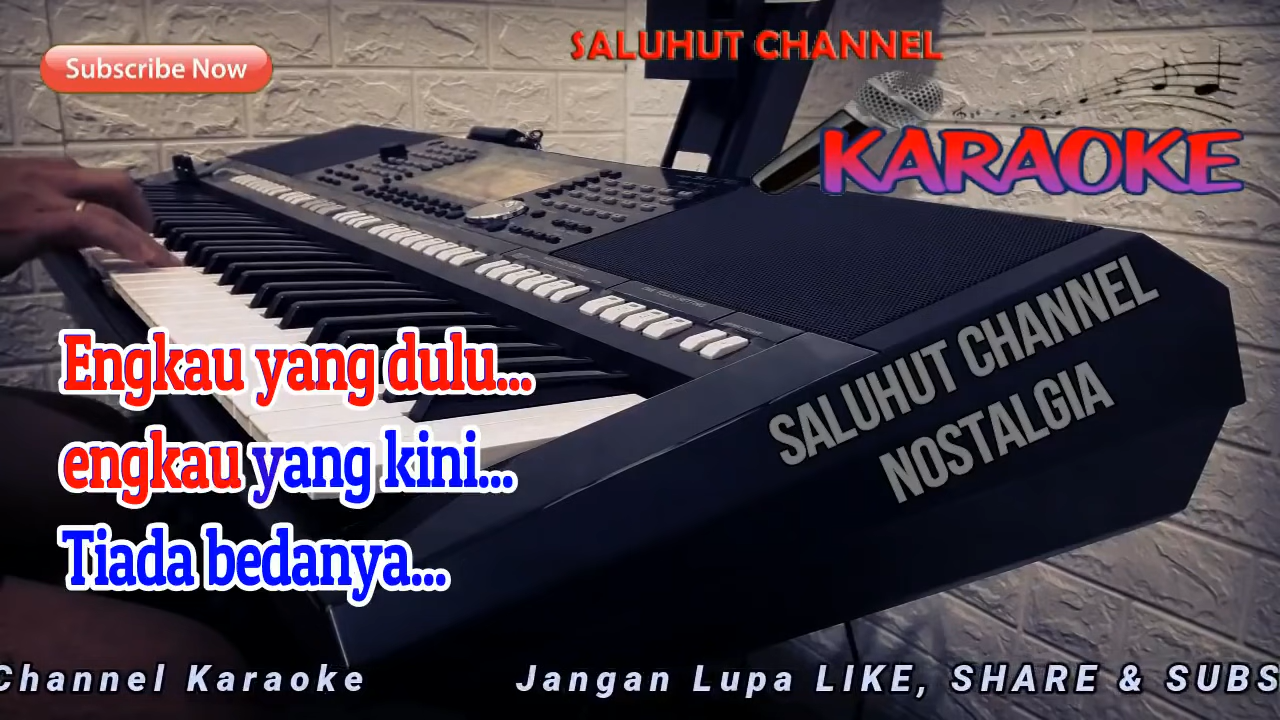 SALUHUT CHANNEL
Subscribe Now
KARAOKE
SALUHUT CHANNEL
NOSTALGIA
Engkau yang dulu...
engkau yang kini...
Tiada bedanya...
Channel Karaoke
Jangan Lupa LIKE, SHARE & SUBS